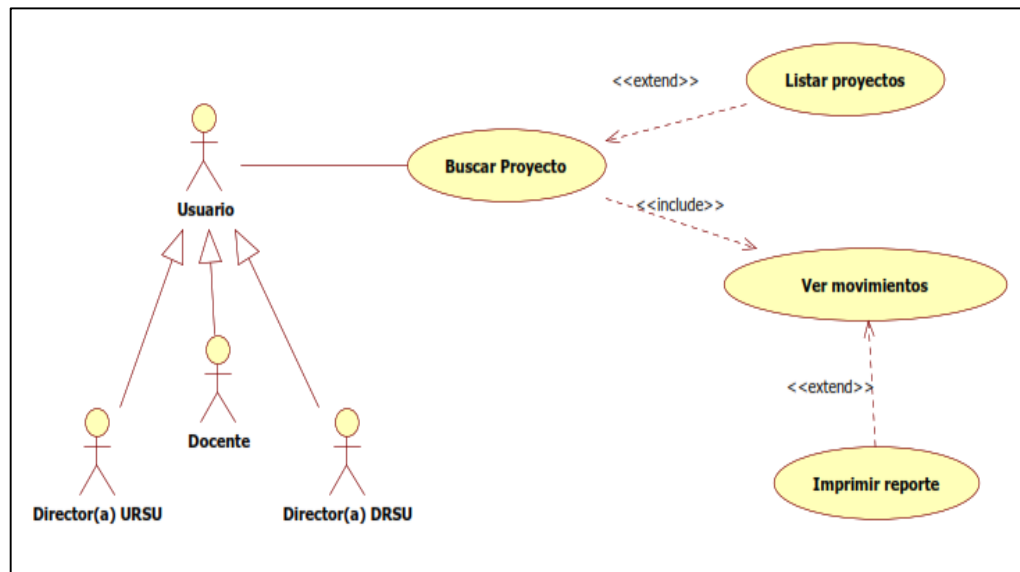 Listar proyectos
<<extend>>
Buscar Proyecto
Usuario
<<include>>
Ver movimientos
<<extend>>
Docente
Imprimir reporte
Director(a) URSU
Director(a) DRSU